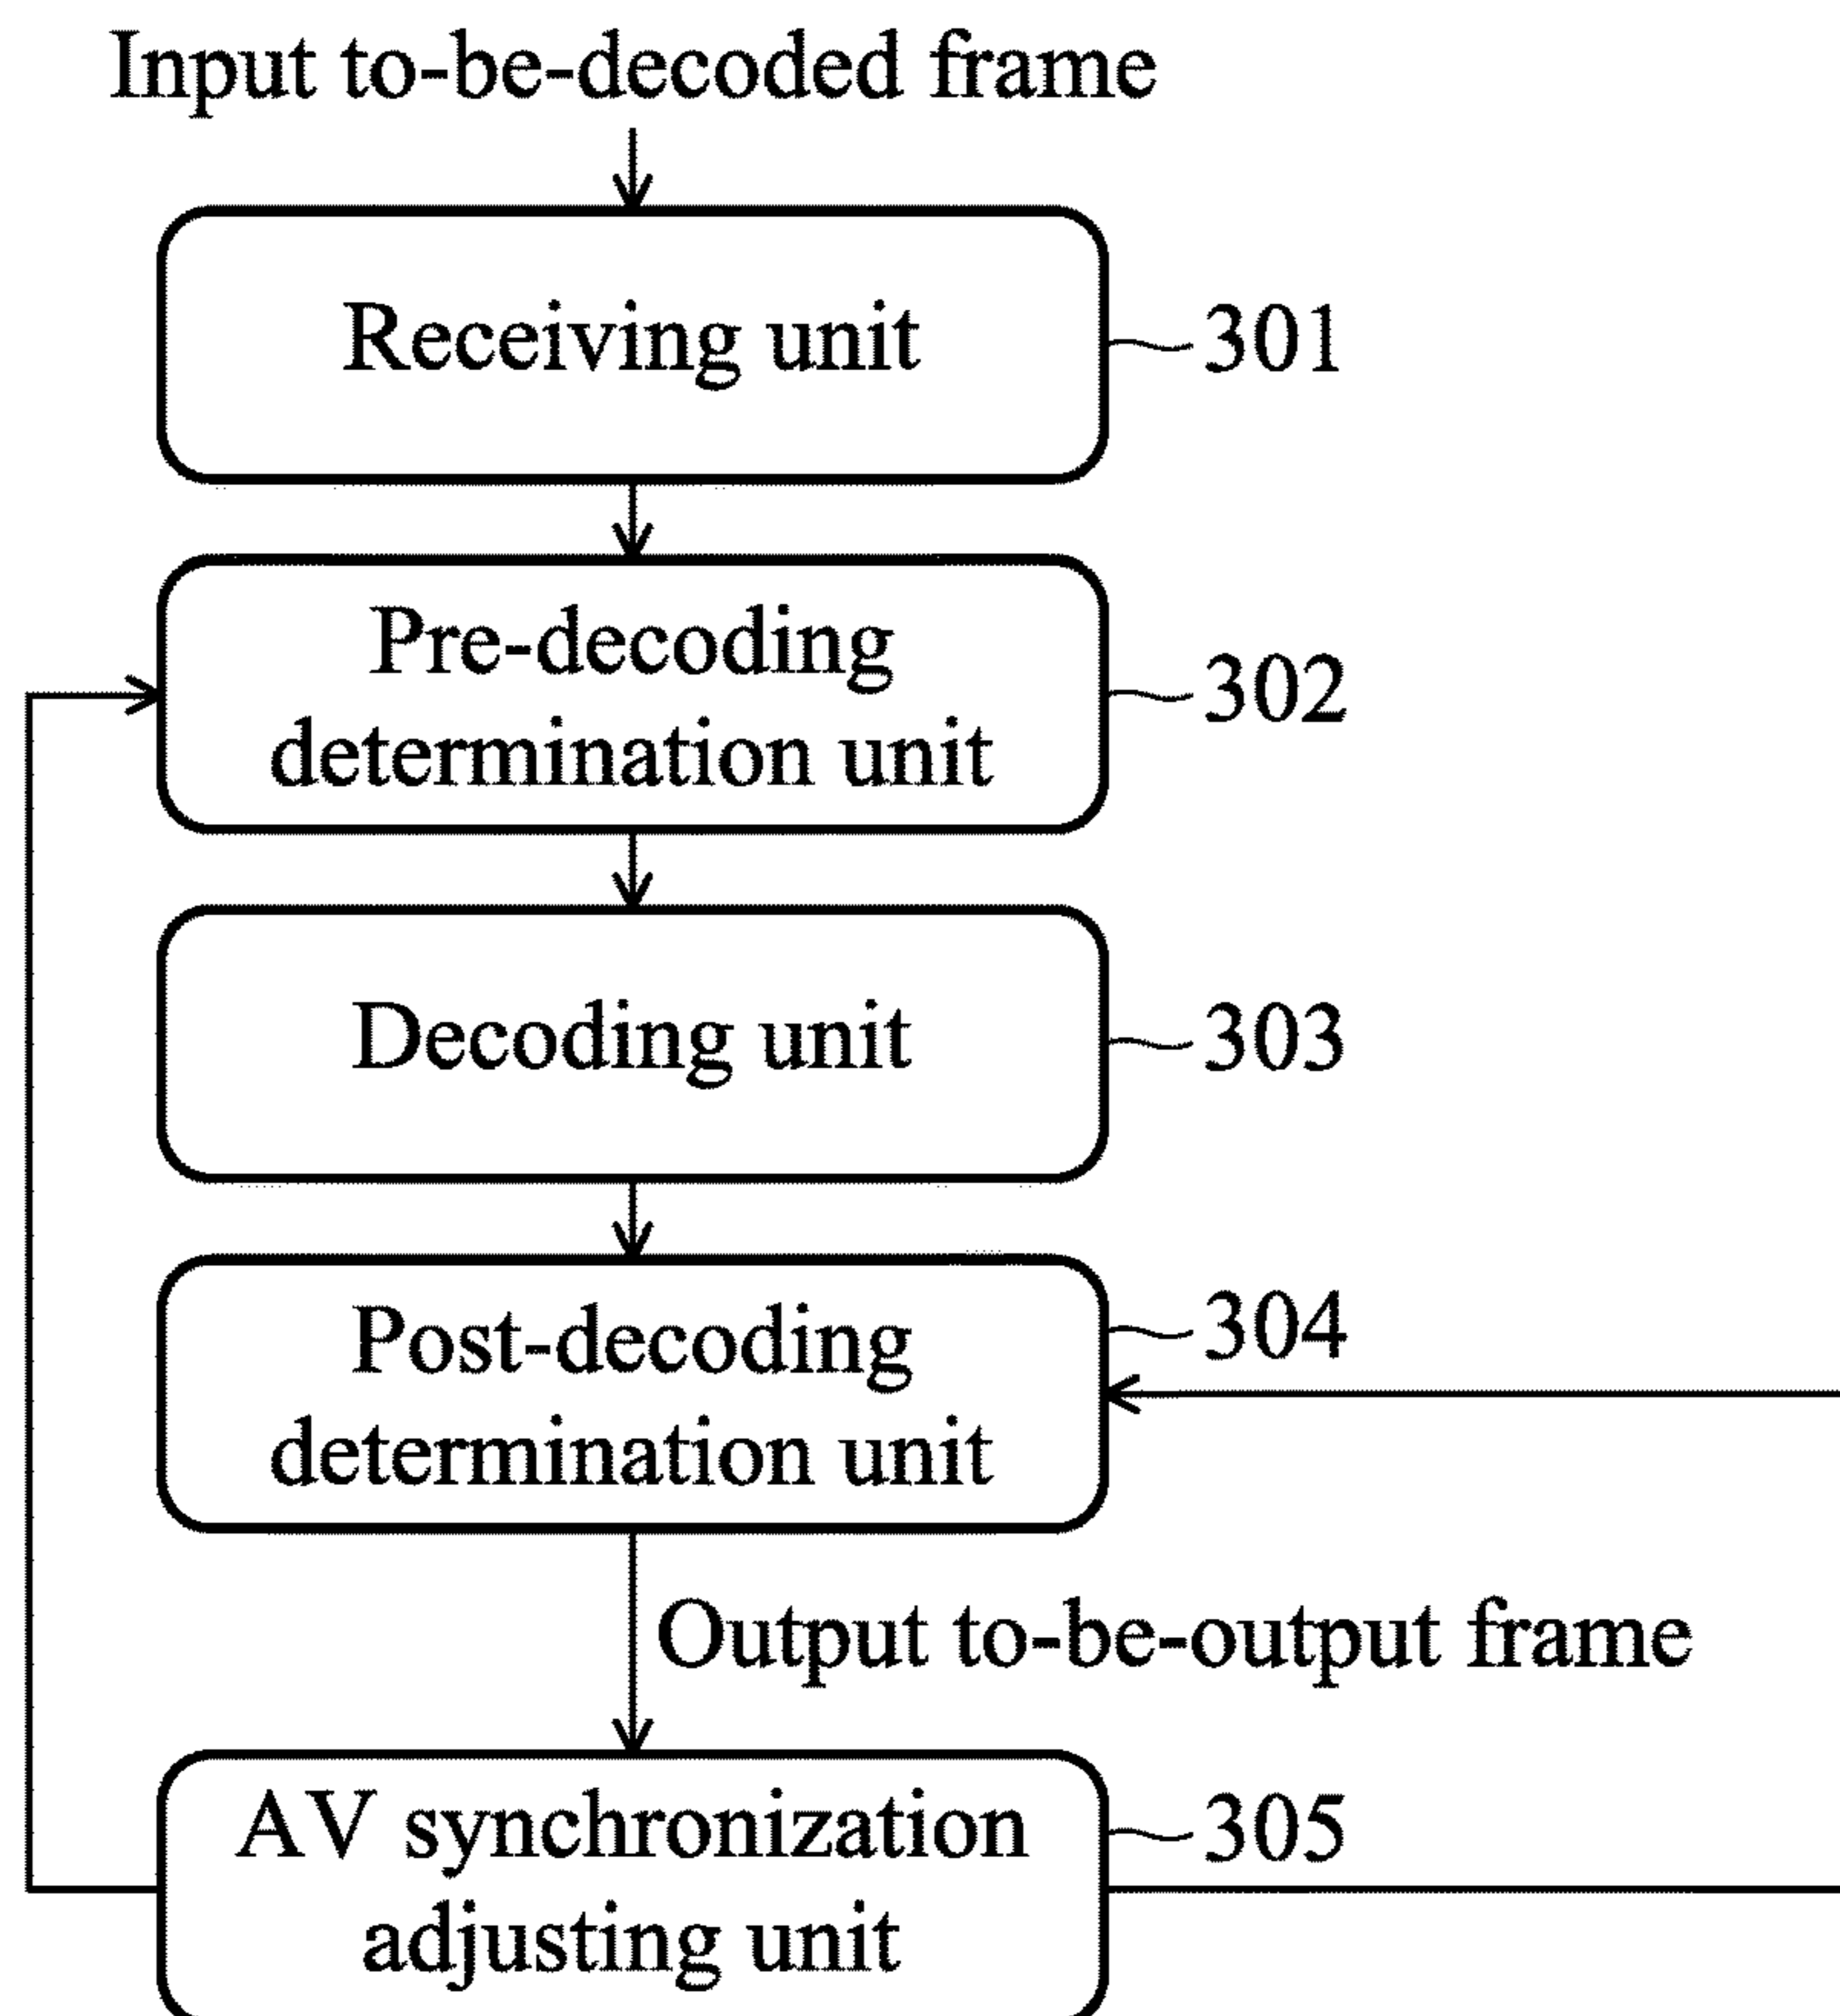 Input to-be-decoded frame
Receiving unit
301
Pre-decoding
determination unit
302
Decoding unit
303
Post-decoding
determination unit
304
Output to-be-output frame
AV synchronization
adjusting unit
305